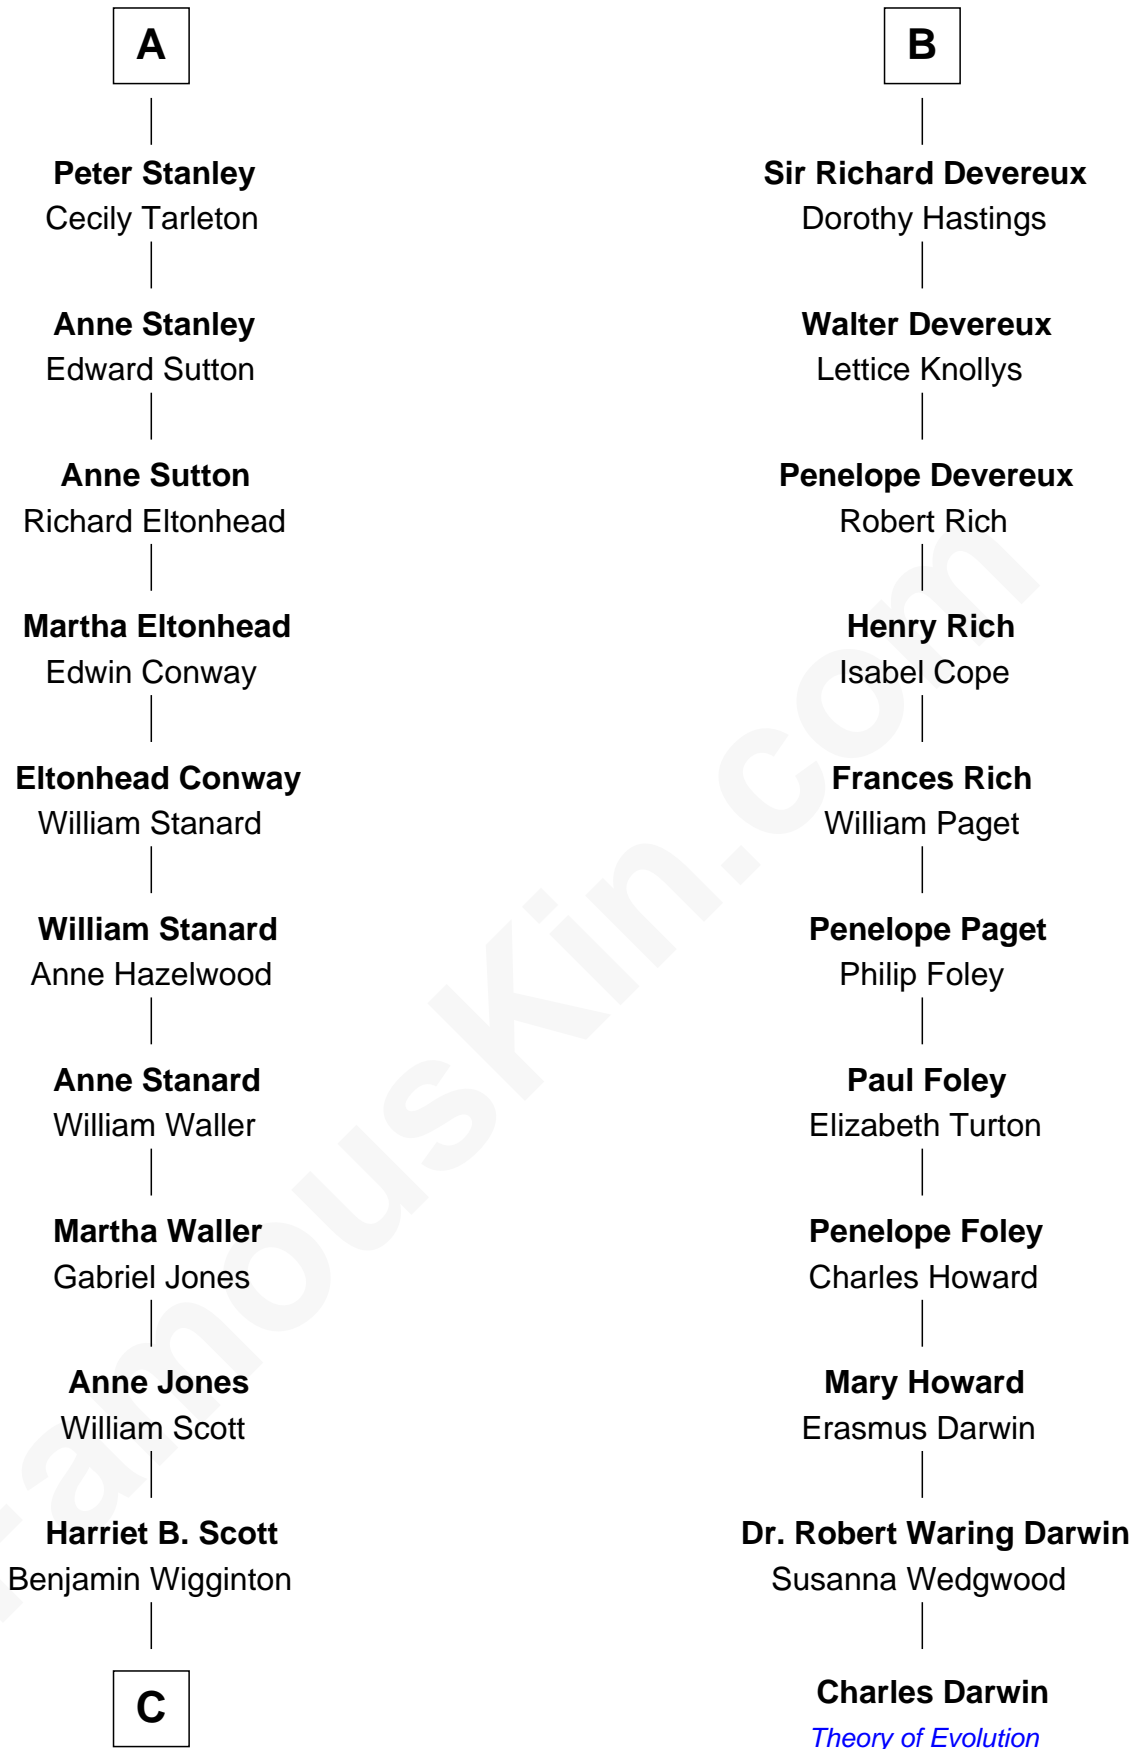 A
Peter Stanley
Cecily Tarleton
Anne Stanley
Edward Sutton
Anne Sutton
Richard Eltonhead
Martha Eltonhead
Edwin Conway
Eltonhead Conway
William Stanard
William Stanard
Anne Hazelwood
Anne Stanard
William Waller
Martha Waller
Gabriel Jones
Anne Jones
William Scott
Harriet B. Scott
Benjamin Wigginton
C
B
Sir Richard Devereux
Dorothy Hastings
Walter Devereux
Lettice Knollys
Penelope Devereux
Robert Rich
Henry Rich
Isabel Cope
Frances Rich
William Paget
Penelope Paget
Philip Foley
Paul Foley
Elizabeth Turton
Penelope Foley
Charles Howard
Mary Howard
Erasmus Darwin
Dr. Robert Waring Darwin
Susanna Wedgwood
Charles Darwin
Theory of Evolution
FamousKin.com